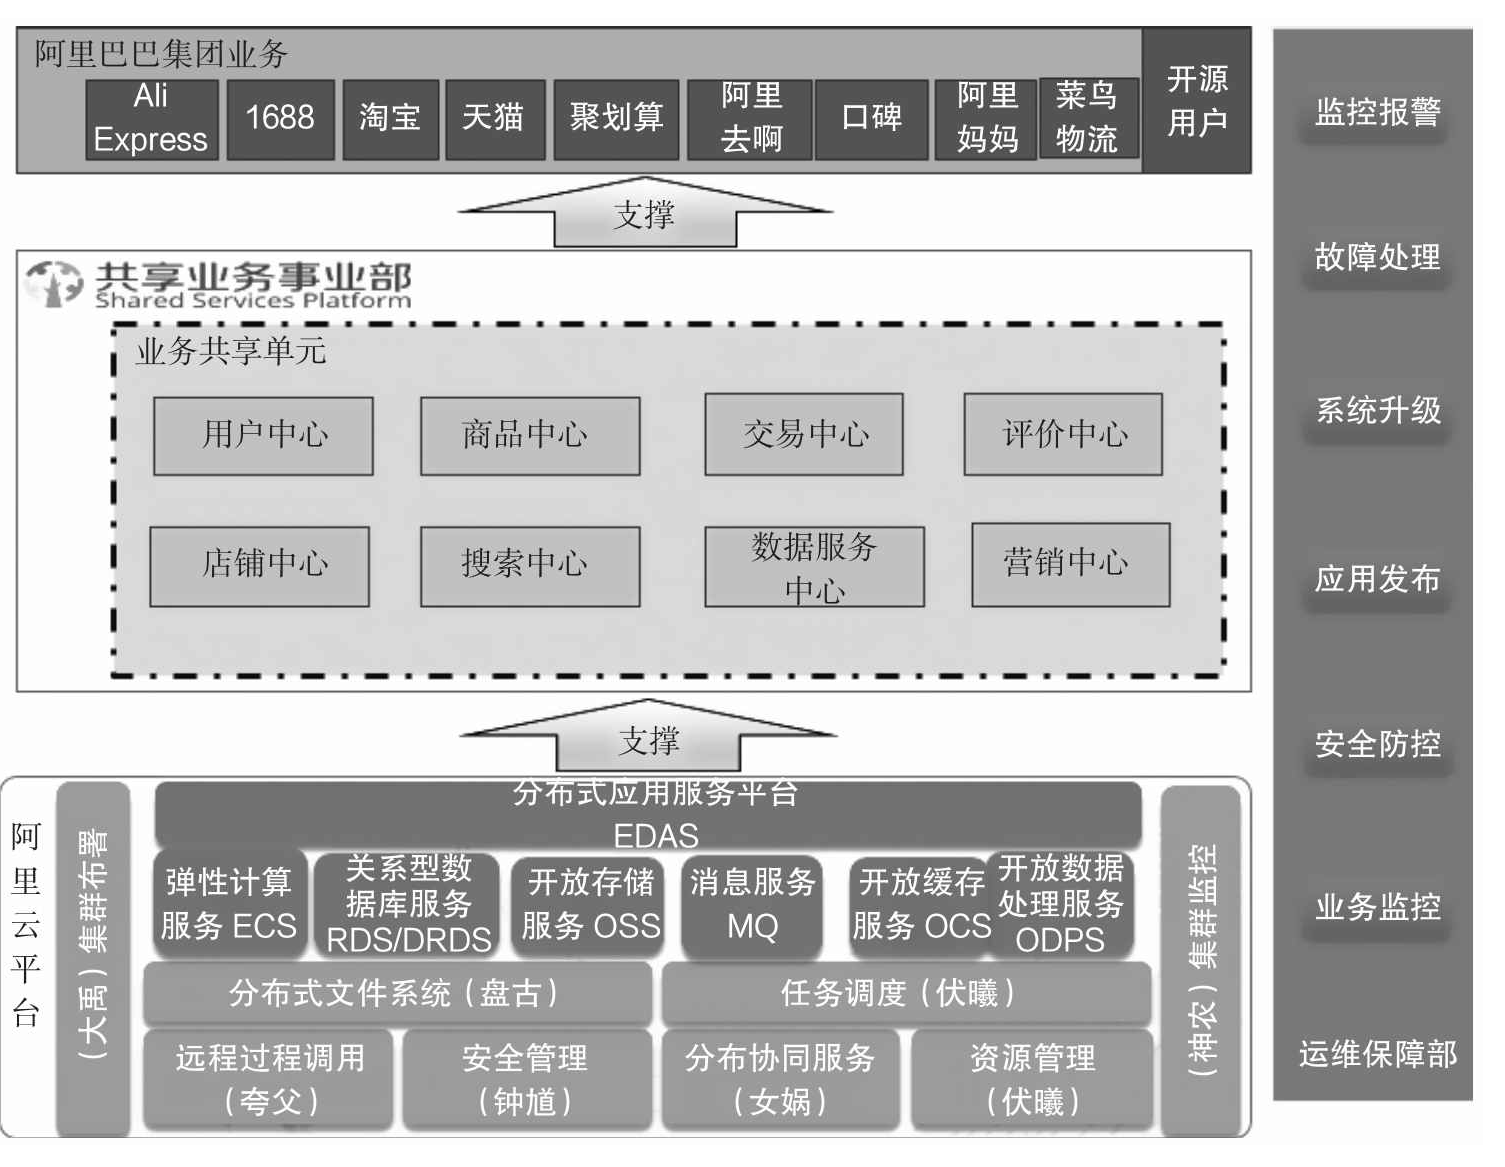 阿里巴巴集团业务
Ali
Express
1688
淘宝
天猫
聚划算
阿里
去啊
口碑
阿里
妈妈
菜鸟
物流
开源
用户
支撑
共享业务事业部
Shared Services Platform
业务共享单元
用户中心
商品中心
交易中心
评价中心
店铺中心
搜索中心
数据服务
中心
营销中心
支撑
阿里云平台
(大禹)集群布署
分布式应用服务平台
EDAS
弹性计算
服务 ECS
关系型数
据库服务
RDS/DRDS
开放存储
服务 OSS
消息服务
MQ
开放缓存
服务 OCS
开放数据
处理服务
ODPS
分布式文件系统(盘古)
任务调度(伏曦)
远程过程调用
(夸父)
安全管理
(钟馗)
分布协同服务
(女娲)
资源管理
(伏曦)
(神农)集群监控
监控报警
故障处理
系统升级
应用发布
安全防控
业务监控
运维保障部